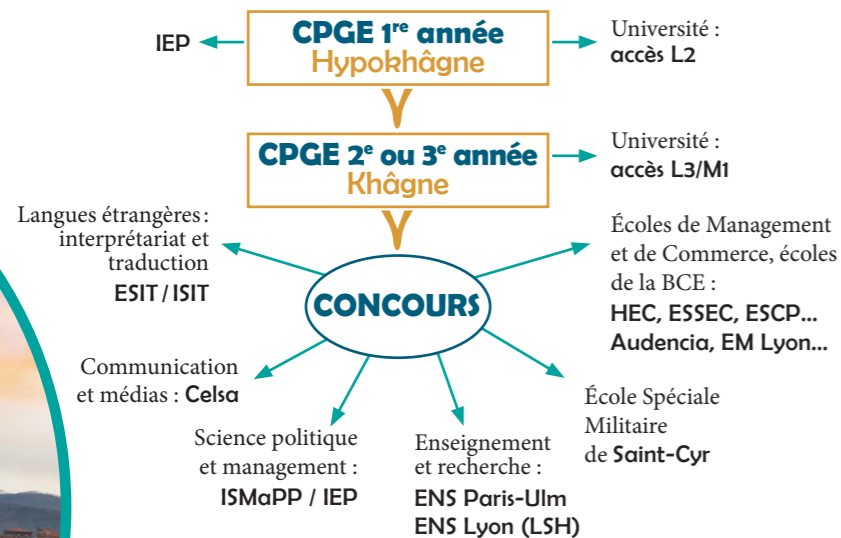 CPGE 1re année
Hypokhâgne
IEP
Université :
accès L2
CPGE 2e ou 3e année
Khâgne
Université :
accès L3/M1
Langues étrangères :
interprétariat et
traduction
ESIT / ISIT
Écoles de Management
et de Commerce, écoles
de la BCE :
HEC, ESSEC, ESCP...
Audencia, EM Lyon...
CONCOURS
Communication
et médias : Celsa
École Spéciale
Militaire
de Saint-Cyr
Science politique
et management :
ISMaPP / IEP
Enseignement
et recherche :
ENS Paris-Ulm
ENS Lyon (LSH)